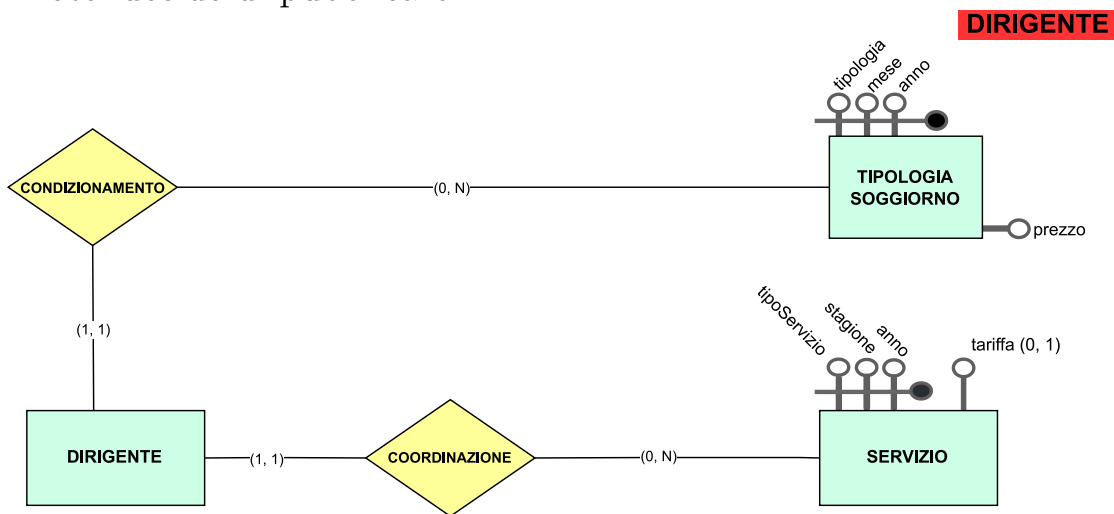 DIRIGENTE
tipologia
mese
anno
CONDIZIONAMENTO
(0, N)
TIPOLOGIA
SOGGIORNO
prezzo
(1, 1)
tipoServizio
stagione
anno
tariffa (0, 1)
DIRIGENTE
(1, 1)
COORDINAZIONE
(0, N)
SERVIZIO